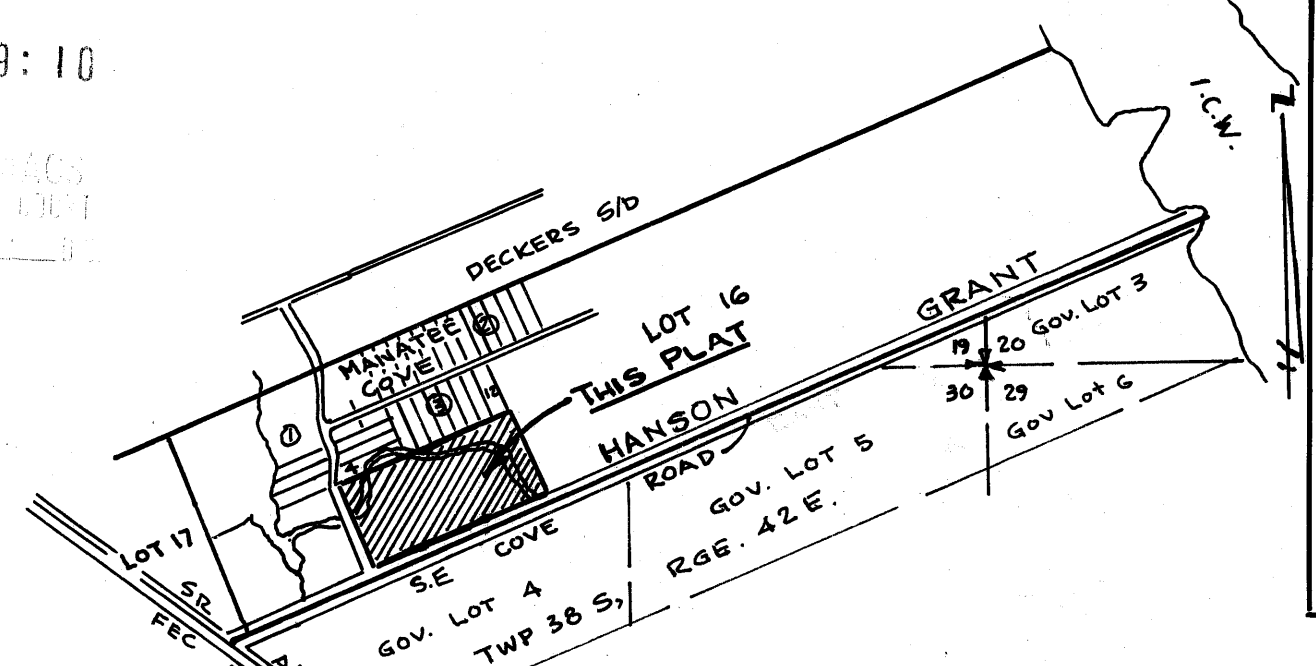 9:10
I.C.W.
N
DECKERS S/D
LOT 16
THIS PLAT
MANATEE
COVE
②
③
12
①
4
HANSON GRANT
GOV. LOT 3
19 20
30 29
GOV LOT 6
GOV. LOT 5
RGE. 42 E.
S.E COVE ROAD
LOT 17
SR
FEC
GOV. LOT 4
TWP 38 S,